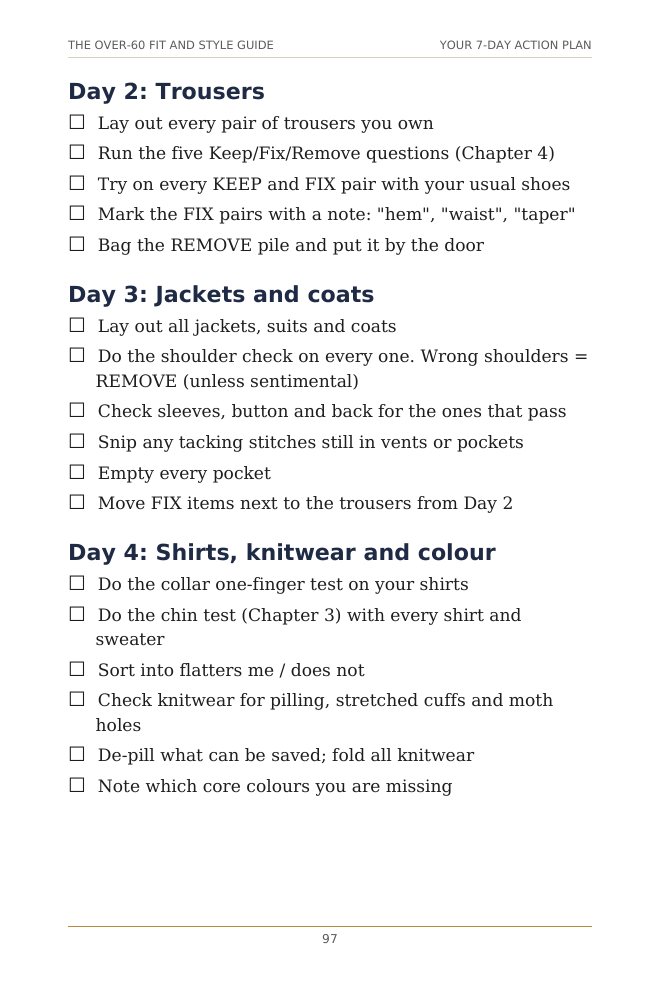 THE OVER-60 FIT AND STYLE GUIDE
YOUR 7-DAY ACTION PLAN
Day 2: Trousers
☐ Lay out every pair of trousers you own
☐ Run the five Keep/Fix/Remove questions (Chapter 4)
☐ Try on every KEEP and FIX pair with your usual shoes
☐ Mark the FIX pairs with a note: "hem", "waist", "taper"
☐ Bag the REMOVE pile and put it by the door
Day 3: Jackets and coats
☐ Lay out all jackets, suits and coats
☐ Do the shoulder check on every one. Wrong shoulders =
REMOVE (unless sentimental)
☐ Check sleeves, button and back for the ones that pass
☐ Snip any tacking stitches still in vents or pockets
☐ Empty every pocket
☐ Move FIX items next to the trousers from Day 2
Day 4: Shirts, knitwear and colour
☐ Do the collar one-finger test on your shirts
☐ Do the chin test (Chapter 3) with every shirt and
sweater
☐ Sort into flatters me / does not
☐ Check knitwear for pilling, stretched cuffs and moth
holes
☐ De-pill what can be saved; fold all knitwear
☐ Note which core colours you are missing
97